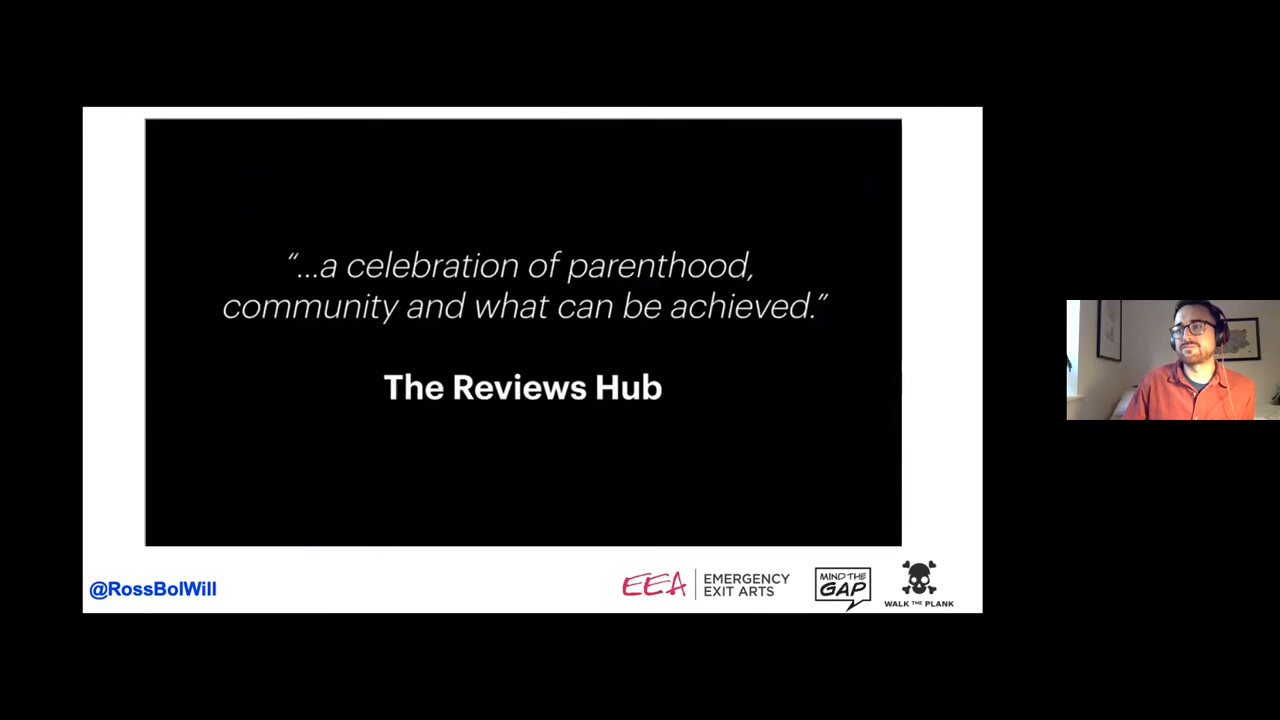 “...a celebration of parenthood,
community and what can be achieved.”
The Reviews Hub
@RossBolWill
EEA
EMERGENCY
EXIT ARTS
MIND THE
GAP
WALK THE PLANK